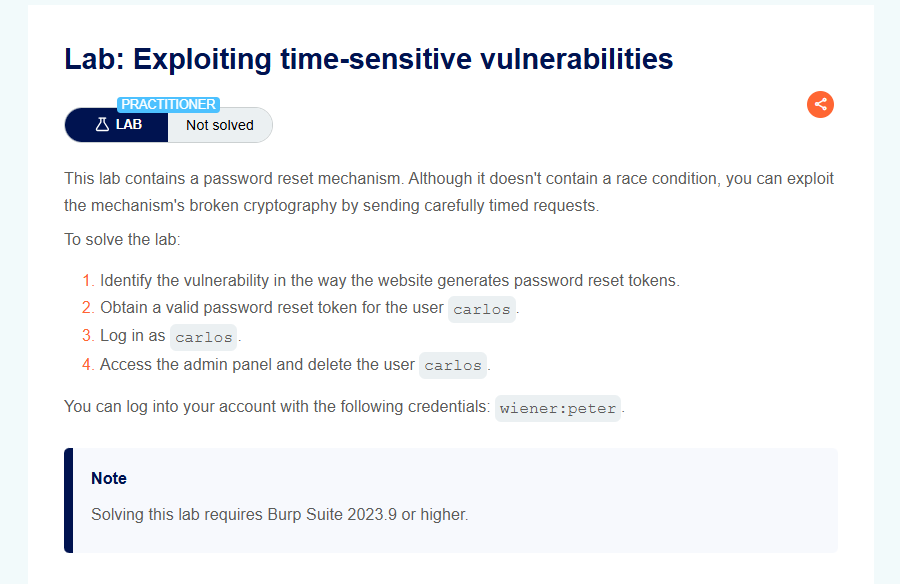 Lab: Exploiting time-sensitive vulnerabilities
PRACTITIONER
LAB
Not solved
This lab contains a password reset mechanism. Although it doesn't contain a race condition, you can exploit
the mechanism's broken cryptography by sending carefully timed requests.
To solve the lab:
1. Identify the vulnerability in the way the website generates password reset tokens.
2. Obtain a valid password reset token for the user carlos.
3. Log in as carlos.
4. Access the admin panel and delete the user carlos.
You can log into your account with the following credentials: wiener:peter.
Note
Solving this lab requires Burp Suite 2023.9 or higher.